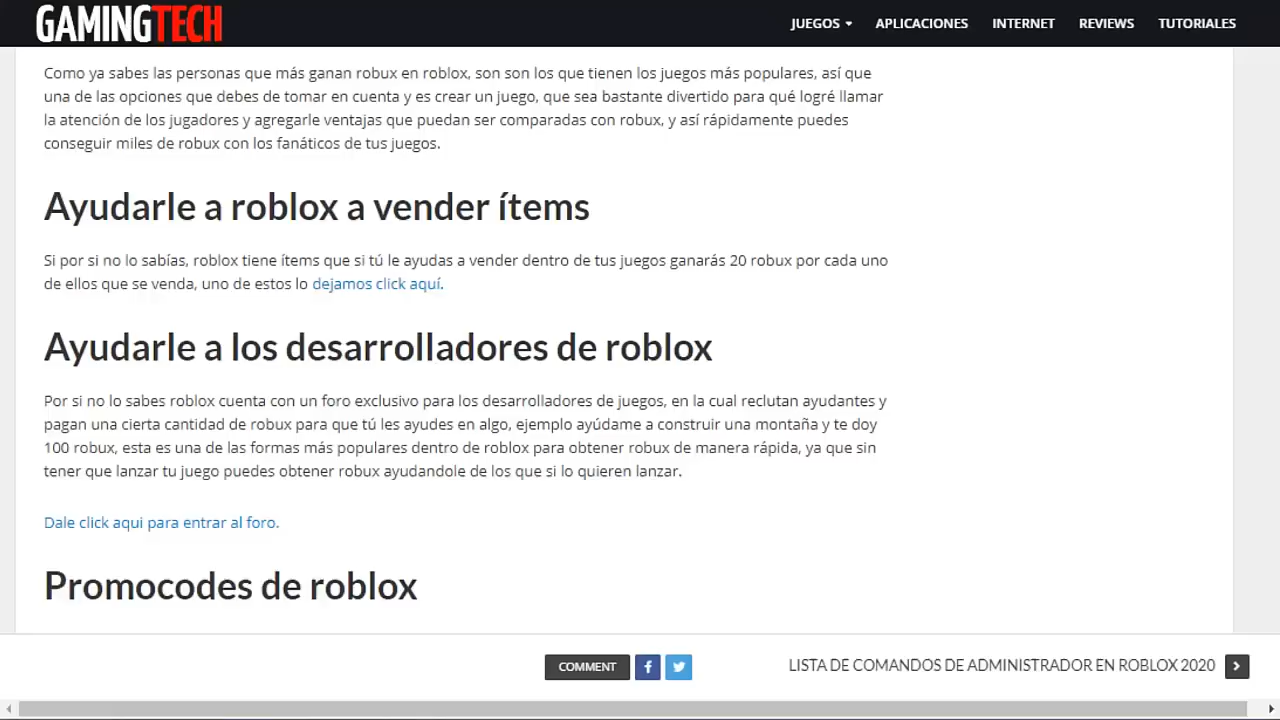 GAMINGTECH
JUEGOS
APLICACIONES
INTERNET
REVIEWS
TUTORIALES
Como ya sabes las personas que más ganan robux en roblox, son son los que tienen los juegos más populares, así que
una de las opciones que debes de tomar en cuenta y es crear un juego, que sea bastante divertido para qué logré llamar
la atención de los jugadores y agregarle ventajas que puedan ser comparadas con robux, y así rápidamente puedes
conseguir miles de robux con los fanáticos de tus juegos.
Ayudarle a roblox a vender ítems
Si por si no lo sabías, roblox tiene ítems que si tú le ayudas a vender dentro de tus juegos ganarás 20 robux por cada uno
de ellos que se venda, uno de estos lo dejamos click aquí.
Ayudarle a los desarrolladores de roblox
Por si no lo sabes roblox cuenta con un foro exclusivo para los desarrolladores de juegos, en la cual reclutan ayudantes y
pagan una cierta cantidad de robux para que tú les ayudes en algo, ejemplo ayúdame a construir una montaña y te doy
100 robux, esta es una de las formas más populares dentro de roblox para obtener robux de manera rápida, ya que sin
tener que lanzar tu juego puedes obtener robux ayudandole de los que si lo quieren lanzar.
Dale click aqui para entrar al foro.
Promocodes de roblox
COMMENT
LISTA DE COMANDOS DE ADMINISTRADOR EN ROBLOX 2020